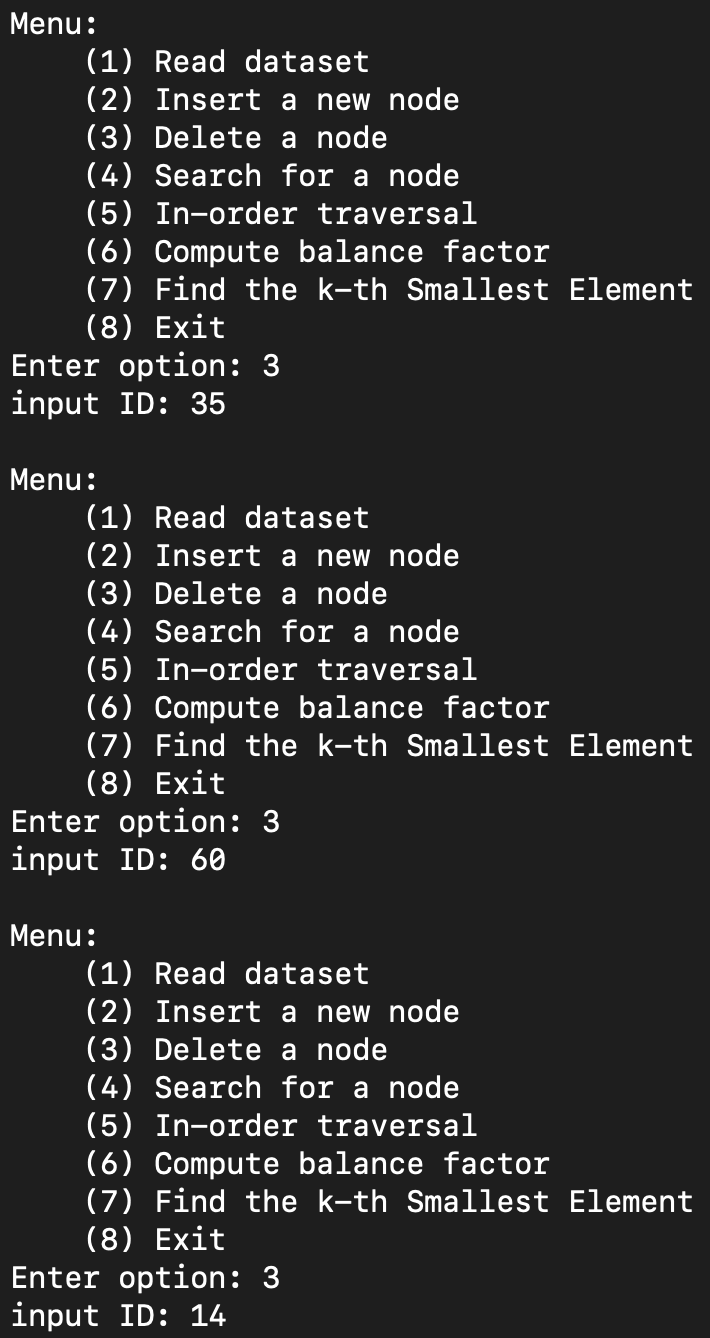 Menu:
    (1) Read dataset
    (2) Insert a new node
    (3) Delete a node
    (4) Search for a node
    (5) In-order traversal
    (6) Compute balance factor
    (7) Find the k-th Smallest Element
    (8) Exit
Enter option: 3
input ID: 35

Menu:
    (1) Read dataset
    (2) Insert a new node
    (3) Delete a node
    (4) Search for a node
    (5) In-order traversal
    (6) Compute balance factor
    (7) Find the k-th Smallest Element
    (8) Exit
Enter option: 3
input ID: 60

Menu:
    (1) Read dataset
    (2) Insert a new node
    (3) Delete a node
    (4) Search for a node
    (5) In-order traversal
    (6) Compute balance factor
    (7) Find the k-th Smallest Element
    (8) Exit
Enter option: 3
input ID: 14